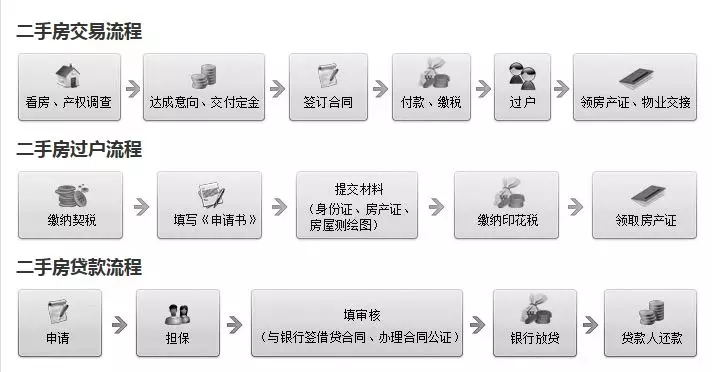 二手房交易流程
看房、产权调查
达成意向、交付定金
签订合同
付款、缴税
过户
领房产证、物业交接
二手房过户流程
缴纳契税
填写《申请书》
提交材料
（身份证、房产证、
房屋测绘图）
缴纳印花税
领取房产证
二手房贷款流程
申请
担保
填审核
（与银行签借贷合同、办理合同公证）
银行放贷
贷款人还款